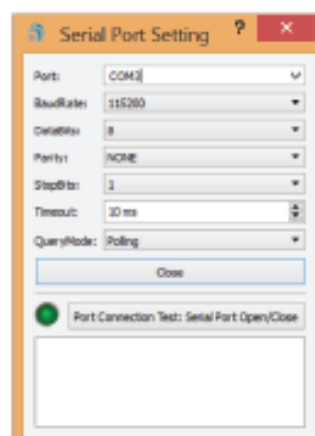 Serial Port Setting ?
Port:
BaudRate: 115200
DataBits: 8
Parity: NONE
StopBits: 1
Timeout: 10 ms
QueryMode: Polling
Close
Port Connection Test: Serial Port Open/Close